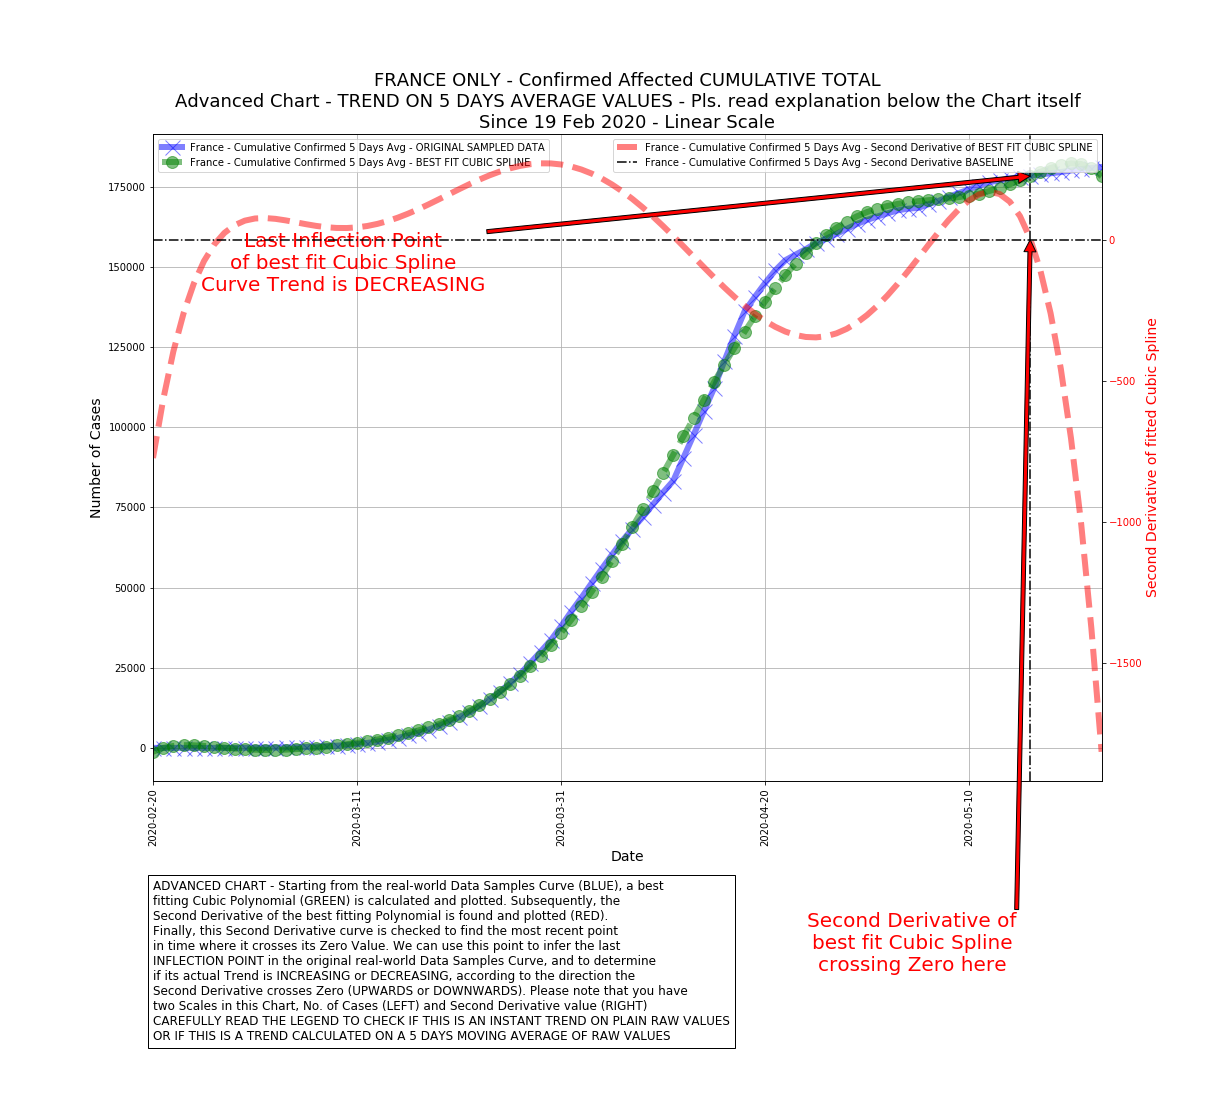 FRANCE ONLY - Confirmed Affected CUMULATIVE TOTAL
Advanced Chart - TREND ON 5 DAYS AVERAGE VALUES - Pls. read explanation below the Chart itself
Since 19 Feb 2020 - Linear Scale
France - Cumulative Confirmed 5 Days Avg - ORIGINAL SAMPLED DATA
France - Cumulative Confirmed 5 Days Avg - BEST FIT CUBIC SPLINE
France - Cumulative Confirmed 5 Days Avg - Second Derivative of BEST FIT CUBIC SPLINE
France - Cumulative Confirmed 5 Days Avg - Second Derivative BASELINE
175000
150000
125000
100000
75000
50000
25000
0
Number of Cases
Last Inflection Point
of best fit Cubic Spline
Curve Trend is DECREASING
0
−500
−1000
−1500
Second Derivative of fitted Cubic Spline
2020-02-20
2020-03-11
2020-03-31
2020-04-20
2020-05-10
Date
ADVANCED CHART - Starting from the real-world Data Samples Curve (BLUE), a best
fitting Cubic Polynomial (GREEN) is calculated and plotted. Subsequently, the
Second Derivative of the best fitting Polynomial is found and plotted (RED).
Finally, this Second Derivative curve is checked to find the most recent point
in time where it crosses its Zero Value. We can use this point to infer the last
INFLECTION POINT in the original real-world Data Samples Curve, and to determine
if its actual Trend is INCREASING or DECREASING, according to the direction the
Second Derivative crosses Zero (UPWARDS or DOWNWARDS). Please note that you have
two Scales in this Chart, No. of Cases (LEFT) and Second Derivative value (RIGHT)
CAREFULLY READ THE LEGEND TO CHECK IF THIS IS AN INSTANT TREND ON PLAIN RAW VALUES
OR IF THIS IS A TREND CALCULATED ON A 5 DAYS MOVING AVERAGE OF RAW VALUES
Second Derivative of
best fit Cubic Spline
crossing Zero here